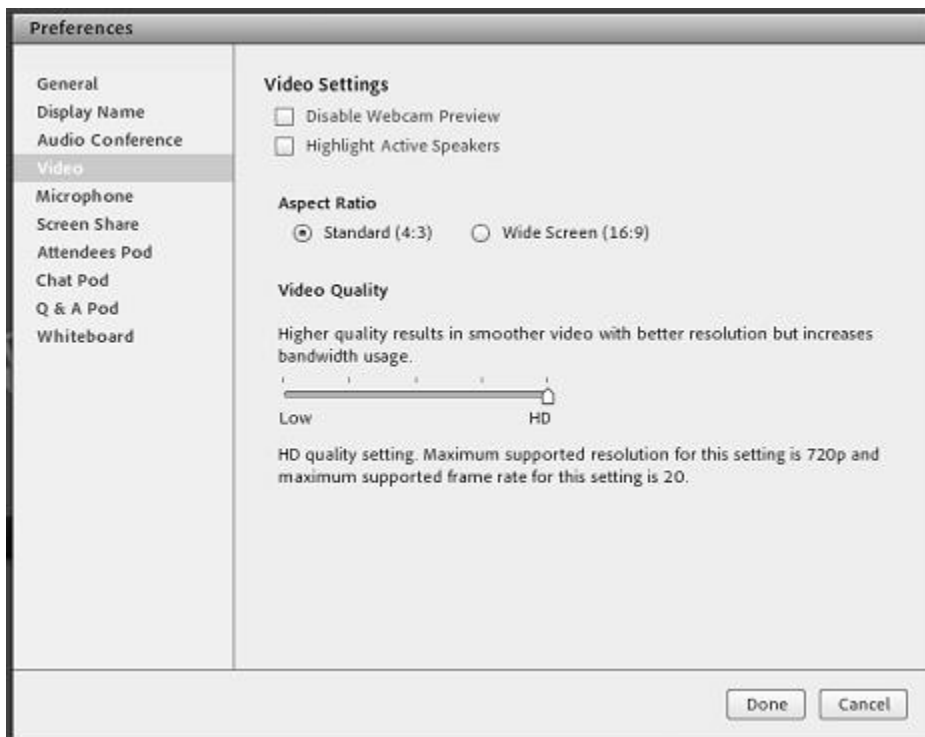 Preferences
General
Display Name
Audio Conference
Video
Microphone
Screen Share
Attendees Pod
Chat Pod
Q & A Pod
Whiteboard
Video Settings
Disable Webcam Preview
Highlight Active Speakers
Aspect Ratio
Standard (4:3) Wide Screen (16:9)
Video Quality
Higher quality results in smoother video with better resolution but increases
bandwidth usage.
Low HD
HD quality setting. Maximum supported resolution for this setting is 720p and
maximum supported frame rate for this setting is 20.
Done Cancel